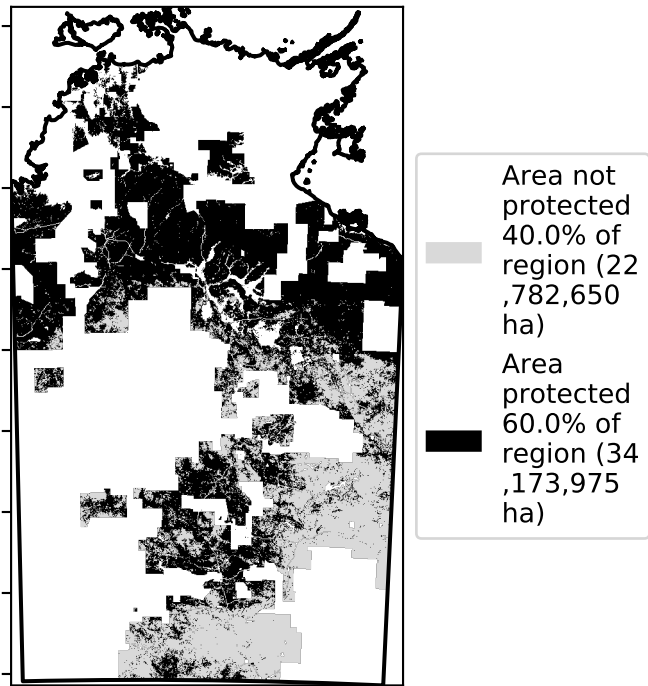 Area not
protected
40.0% of
region (22
,782,650
ha)
Area
protected
60.0% of
region (34
,173,975
ha)